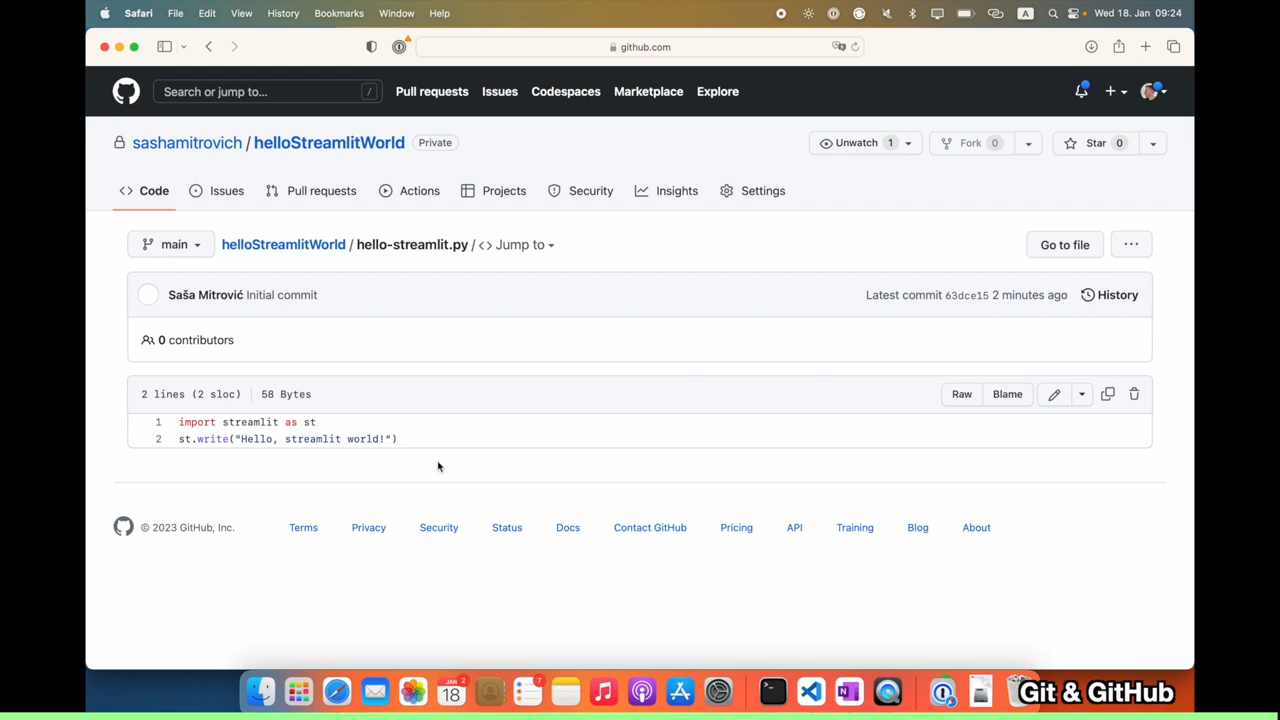 Safari File Edit View History Bookmarks Window Help A Wed 18. Jan 09:24
github.com
Search or jump to... / Pull requests Issues Codespaces Marketplace Explore
sashamitrovich / helloStreamlitWorld Private Unwatch 1 Fork 0 Star 0
Code Issues Pull requests Actions Projects Security Insights Settings
main helloStreamlitWorld / hello-streamlit.py / <> Jump to Go to file ...
Saša Mitrović Initial commit Latest commit 63dce15 2 minutes ago History
0 contributors
2 lines (2 sloc) 58 Bytes Raw Blame
1 import streamlit as st
2 st.write("Hello, streamlit world!")
© 2023 GitHub, Inc. Terms Privacy Security Status Docs Contact GitHub Pricing API Training Blog About
JAN 2 7
18
Git & GitHub